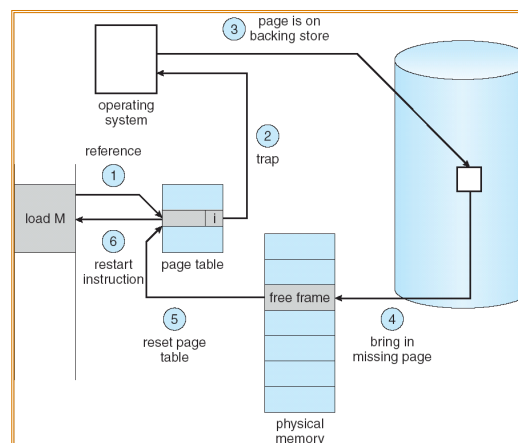 3
page is on
backing store
operating
system
2
trap
reference
1
load M
i
6
restart
instruction
page table
free frame
5
reset page
table
4
bring in
missing page
physical
memory